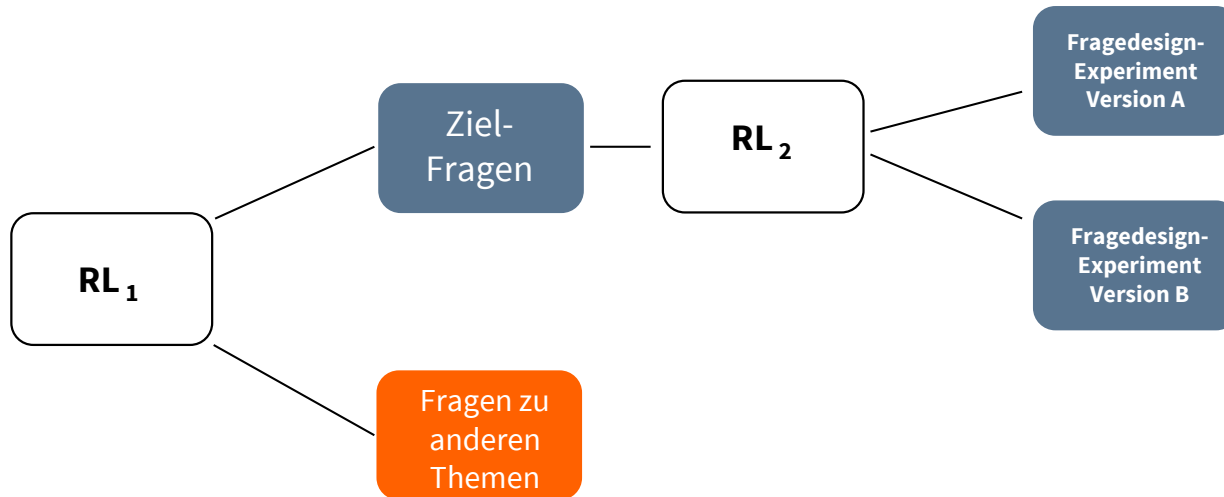 RL 1
Ziel-
Fragen
Fragen zu
anderen
Themen
RL 2
Fragedesign-
Experiment
Version A
Fragedesign-
Experiment
Version B